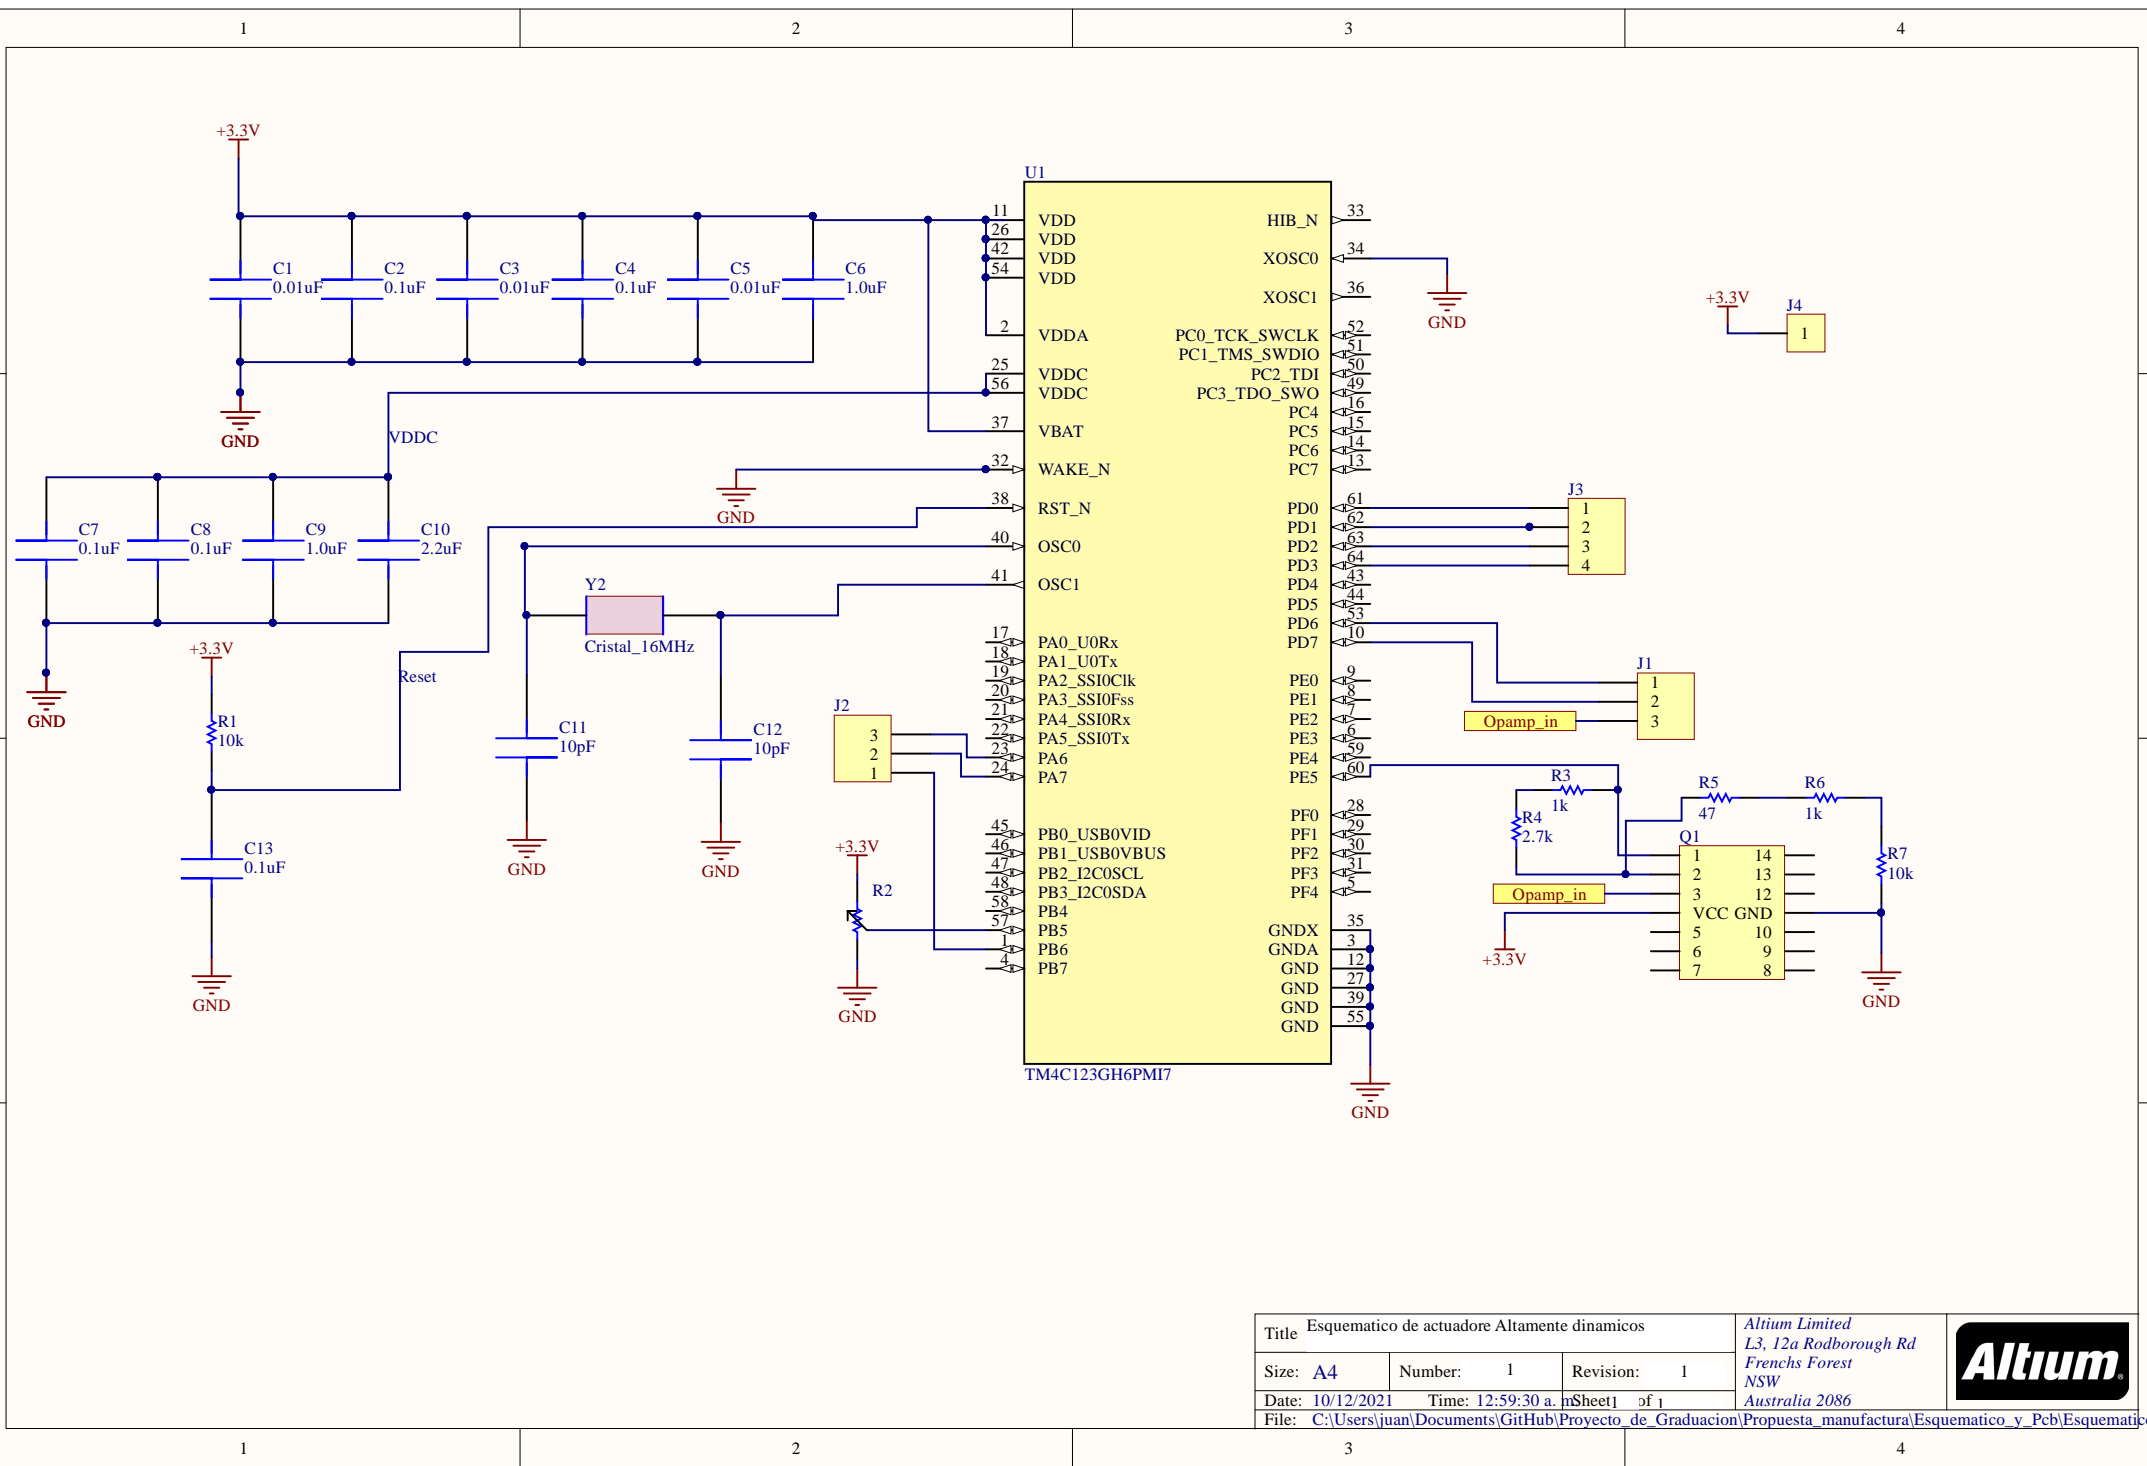 1 2 3 4
+3.3V
C1
0.01uF
C2
0.1uF
C3
0.01uF
C4
0.1uF
C5
0.01uF
C6
1.0uF
GND
VDDC
C7
0.1uF
C8
0.1uF
C9
1.0uF
C10
2.2uF
GND
+3.3V
Reset
R1
10k
C13
0.1uF
GND
GND
Y2
Cristal_16MHz
C11
10pF
C12
10pF
GND
GND
J2
3
2
1
+3.3V
R2
GND
U1
11 VDD
26 VDD
42 VDD
54 VDD
2 VDDA
25 VDDC
56 VDDC
37 VBAT
32 WAKE_N
38 RST_N
40 OSC0
41 OSC1
17 PA0_U0Rx
18 PA1_U0Tx
19 PA2_SSI0Clk
20 PA3_SSI0Fss
21 PA4_SSI0Rx
22 PA5_SSI0Tx
23 PA6
24 PA7
45 PB0_USB0VID
46 PB1_USB0VBUS
47 PB2_I2C0SCL
48 PB3_I2C0SDA
58 PB4
57 PB5
1 PB6
4 PB7
HIB_N 33
XOSC0 34
XOSC1 36
PC0_TCK_SWCLK 52
PC1_TMS_SWDIO 51
PC2_TDI 50
PC3_TDO_SWO 49
PC4 16
PC5 15
PC6 14
PC7 13
PD0 61
PD1 62
PD2 63
PD3 64
PD4 43
PD5 44
PD6 53
PD7 10
PE0 9
PE1 8
PE2 7
PE3 6
PE4 59
PE5 60
PF0 28
PF1 29
PF2 30
PF3 31
PF4 5
GNDX 35
GNDA 3
GND 12
GND 27
GND 39
GND 55
TM4C123GH6PMI7
GND
GND
+3.3V
J4
1
J3
1
2
3
4
J1
1
2
3
Opamp_in
R3
1k
R4
2.7k
R5
47
R6
1k
R7
10k
Q1
1 14
2 13
3 12
VCC GND
5 10
6 9
7 8
Opamp_in
+3.3V
GND
Title Esquematico de actuadore Altamente dinamicos
Size: A4 Number: 1 Revision: 1
Date: 10/12/2021 Time: 12:59:30 a. m. Sheet 1 of 1
File: C:\Users\juan\Documents\GitHub\Proyecto_de_Graduacion\Propuesta_manufactura\Esquematico_y_Pcb\Esquematic
Altium Limited
L3, 12a Rodborough Rd
Frenchs Forest
NSW
Australia 2086
Altium
1 2 3 4